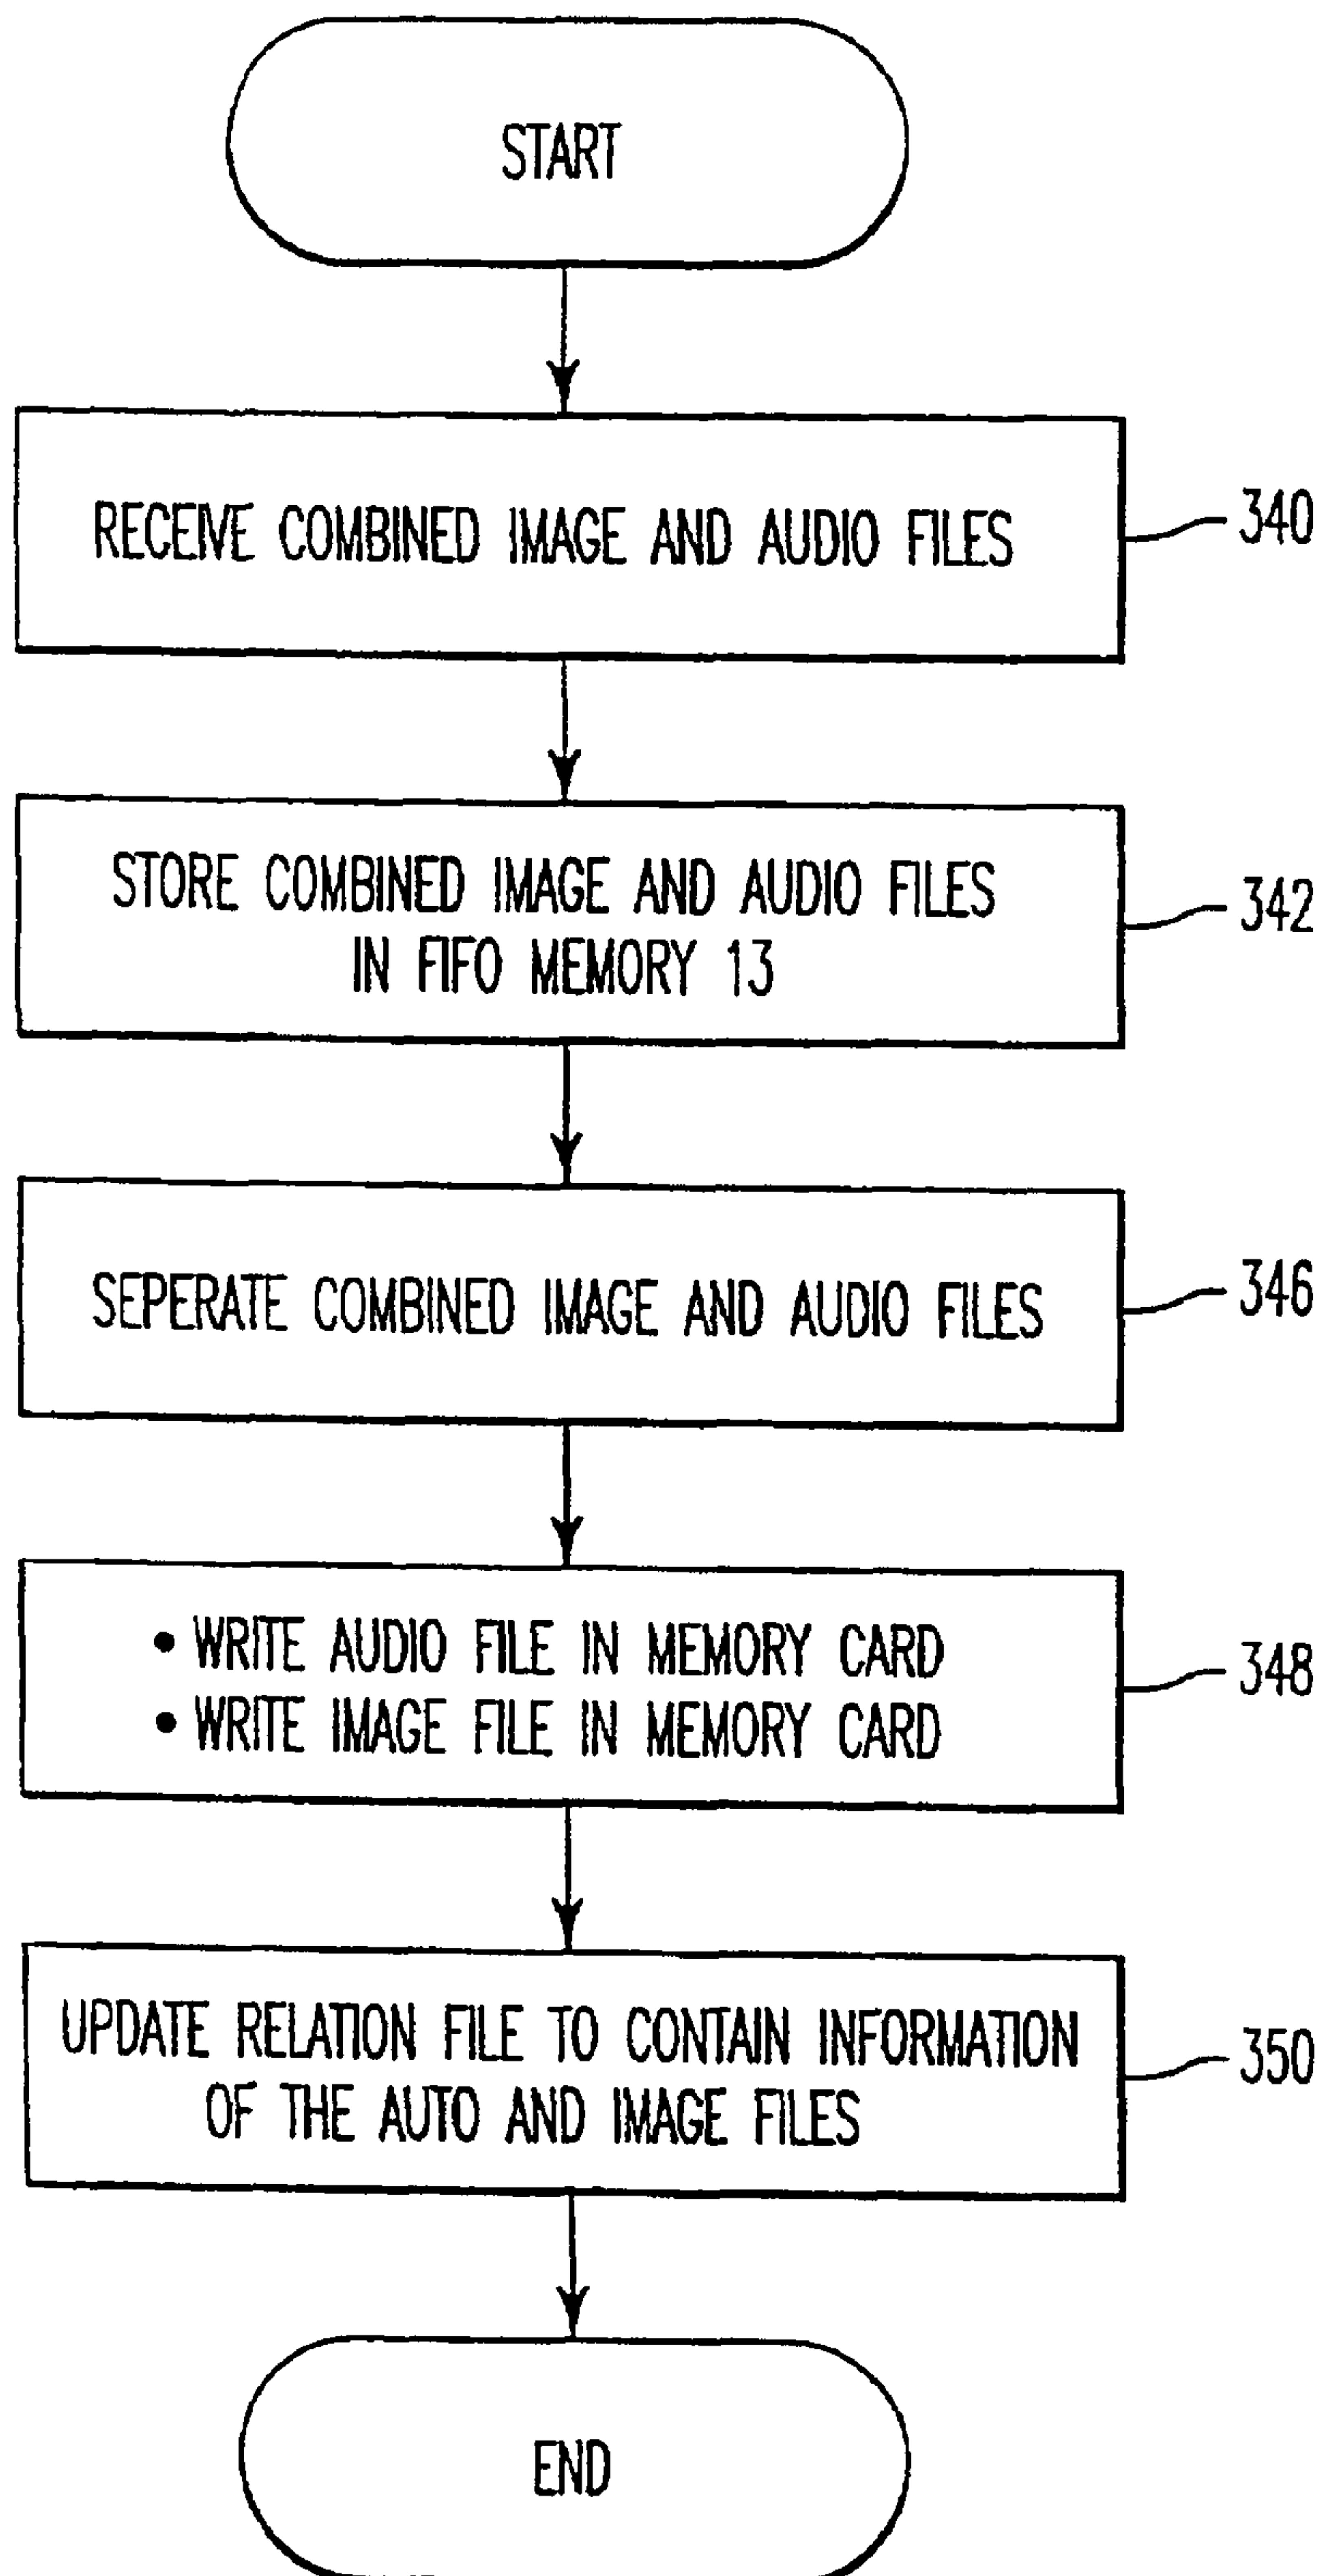 START
RECEIVE COMBINED IMAGE AND AUDIO FILES
340
STORE COMBINED IMAGE AND AUDIO FILES
IN FIFO MEMORY 13
342
SEPERATE COMBINED IMAGE AND AUDIO FILES
346
• WRITE AUDIO FILE IN MEMORY CARD
• WRITE IMAGE FILE IN MEMORY CARD
348
UPDATE RELATION FILE TO CONTAIN INFORMATION
OF THE AUTO AND IMAGE FILES
350
END